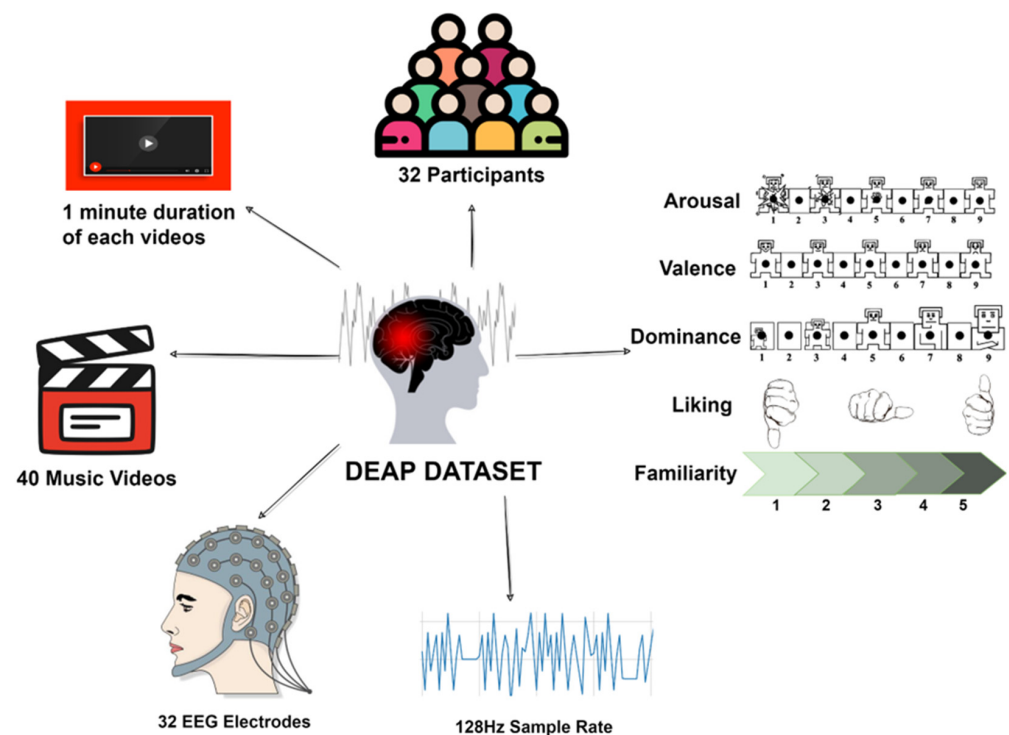 32 Participants
1 minute duration
of each videos
Arousal
1 2 3 4 5 6 7 8 9
Valence
1 2 3 4 5 6 7 8 9
Dominance
1 2 3 4 5 6 7 8 9
Liking
40 Music Videos
DEAP DATASET
Familiarity
1 2 3 4 5
32 EEG Electrodes
128Hz Sample Rate